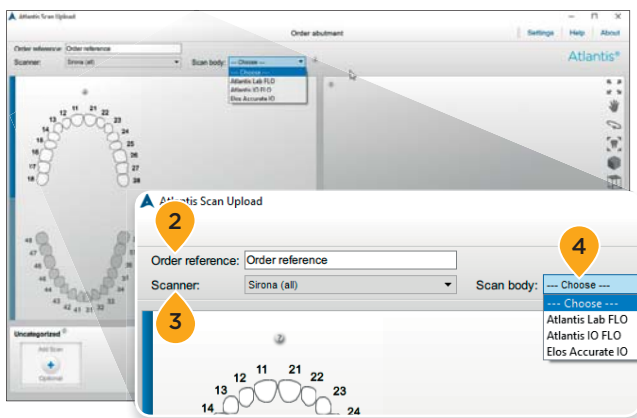 Atlantis Scan Upload
Order abutment
Settings Help About
Order reference: Order reference
Atlantis®
Scanner: Sirona (all) Scan body: --- Choose ---
--- Choose ---
Atlantis Lab FLO
Atlantis IO FLO
Elos Accurate IO
12 11 21 22
13 23
14 24
15 25
16 26
17 27
18 28
48
47
46
45
44 34
43 33
42 41 31 32
Uncategorized
Add Scan
Optional
Atlantis Scan Upload
2
Order reference: Order reference
4
Scanner: Sirona (all) Scan body: --- Choose ---
3
--- Choose ---
Atlantis Lab FLO
Atlantis IO FLO
Elos Accurate IO
12 11 21 22
13 23
14 24